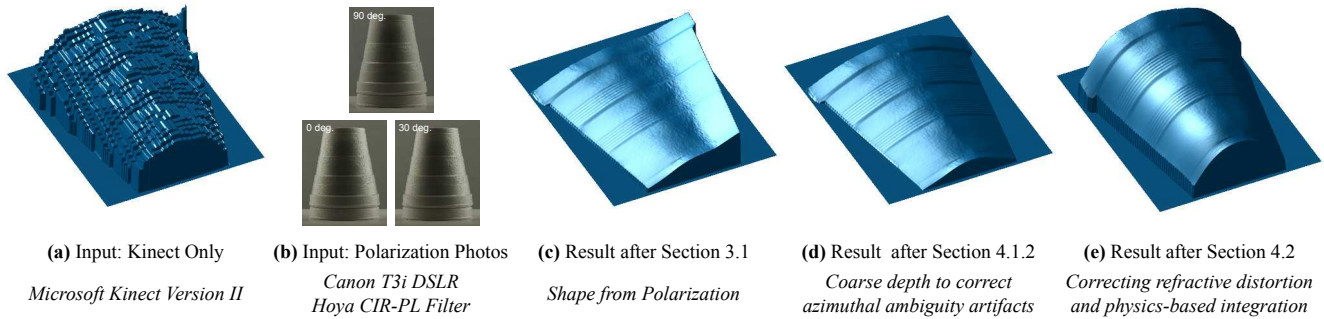 90 deg.
0 deg.
30 deg.
(a) Input: Kinect Only
Microsoft Kinect Version II
(b) Input: Polarization Photos
Canon T3i DSLR
Hoya CIR-PL Filter
(c) Result after Section 3.1
Shape from Polarization
(d) Result after Section 4.1.2
Coarse depth to correct
azimuthal ambiguity artifacts
(e) Result after Section 4.2
Correcting refractive distortion
and physics-based integration